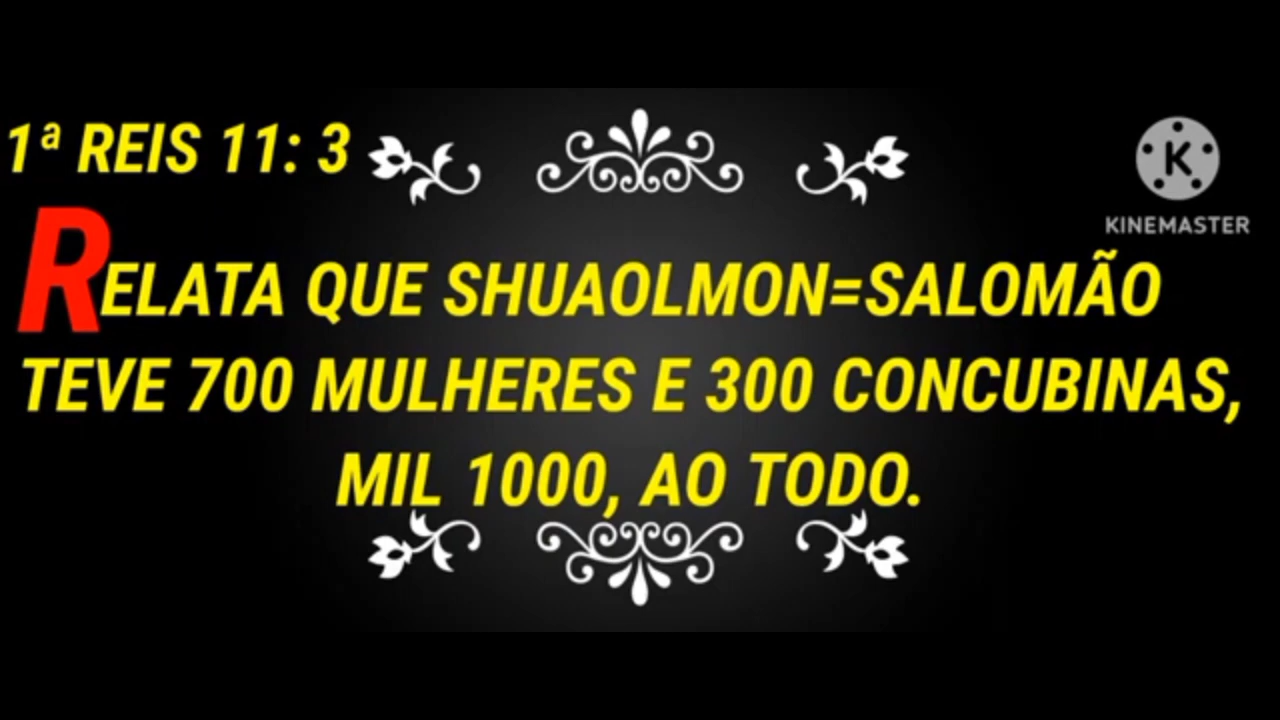 1ª REIS 11: 3
KINEMASTER
RELATA QUE SHUAOLMON=SALOMÃO
TEVE 700 MULHERES E 300 CONCUBINAS,
MIL 1000, AO TODO.